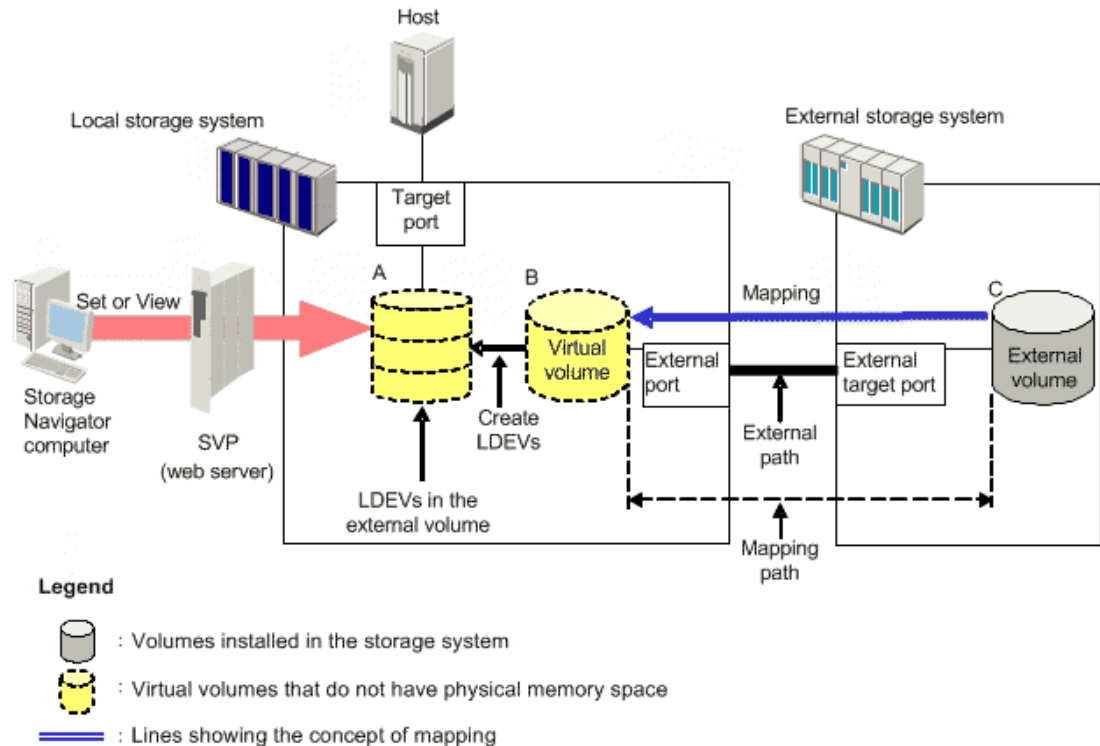 Host
Local storage system
External storage system
Target
port
A
B
C
Set or View
Mapping
Virtual
volume
External
port
External
target port
External
volume
Storage
Navigator
computer
SVP
(web server)
Create
LDEVs
External
path
LDEVs in the
external volume
Mapping
path
Legend
: Volumes installed in the storage system
: Virtual volumes that do not have physical memory space
: Lines showing the concept of mapping